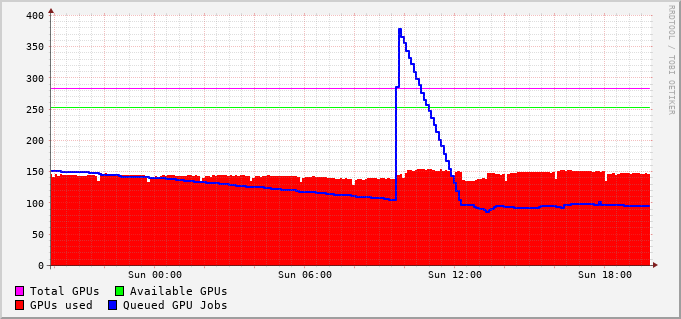 400
350
300
250
200
150
100
50
0
Sun 00:00 Sun 06:00 Sun 12:00 Sun 18:00
Total GPUs Available GPUs
GPUs used Queued GPU Jobs
RRDTOOL / TOBI OETIKER